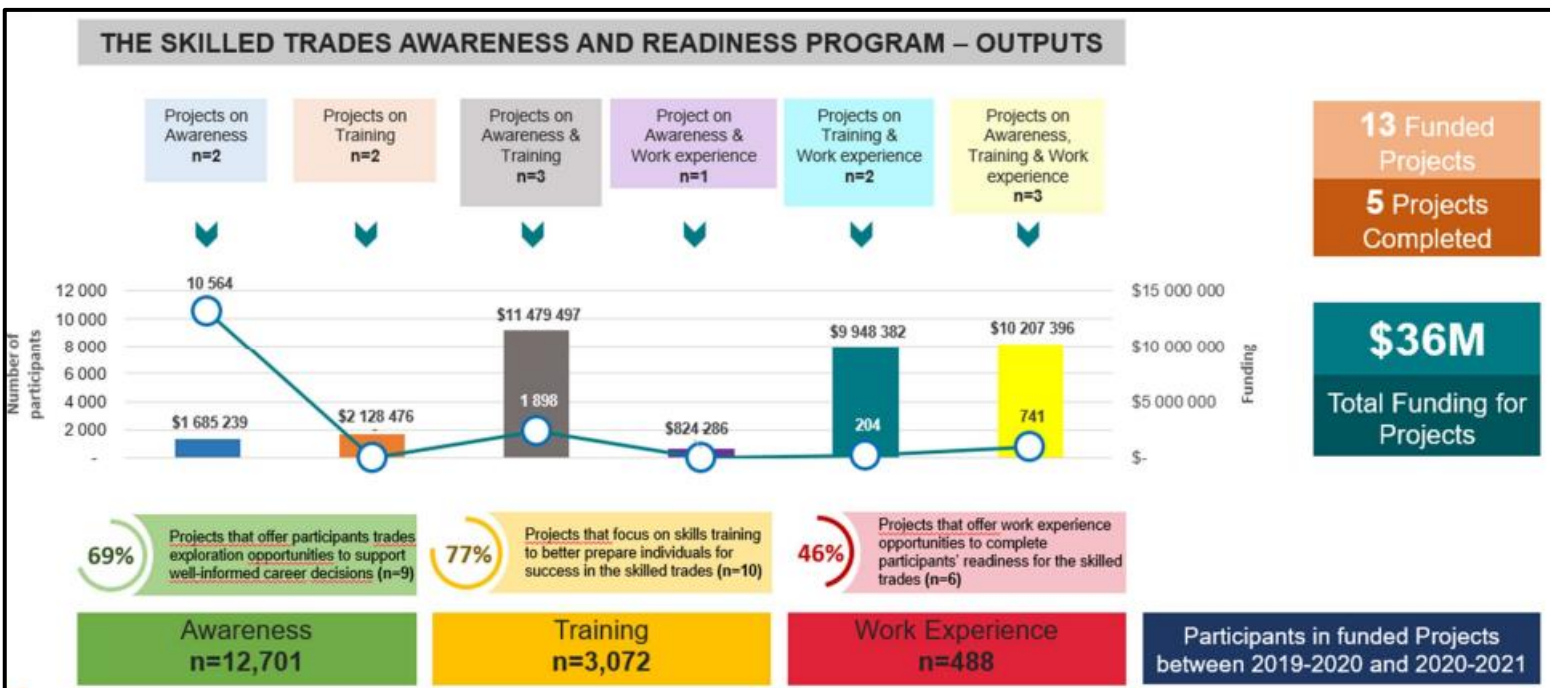 THE SKILLED TRADES AWARENESS AND READINESS PROGRAM – OUTPUTS
Projects on
Awareness
n=2
Projects on
Training
n=2
Projects on
Awareness &
Training
n=3
Project on
Awareness &
Work experience
n=1
Projects on
Training &
Work experience
n=2
Projects on
Awareness,
Training & Work
experience
n=3
13 Funded
Projects
5 Projects
Completed
$36M
Total Funding for
Projects
Number of
participants
12 000
10 000
8 000
6 000
4 000
2 000
-
10 564
$1 685 239
$2 128 476
-
$11 479 497
1 898
$824 286
-
$9 948 382
204
$10 207 396
741
$15 000 000
$10 000 000
$5 000 000
$-
Funding
69%
Projects that offer participants trades
exploration opportunities to support
well-informed career decisions (n=9)
77%
Projects that focus on skills training
to better prepare individuals for
success in the skilled trades (n=10)
46%
Projects that offer work experience
opportunities to complete
participants' readiness for the skilled
trades (n=6)
Awareness
n=12,701
Training
n=3,072
Work Experience
n=488
Participants in funded Projects
between 2019-2020 and 2020-2021